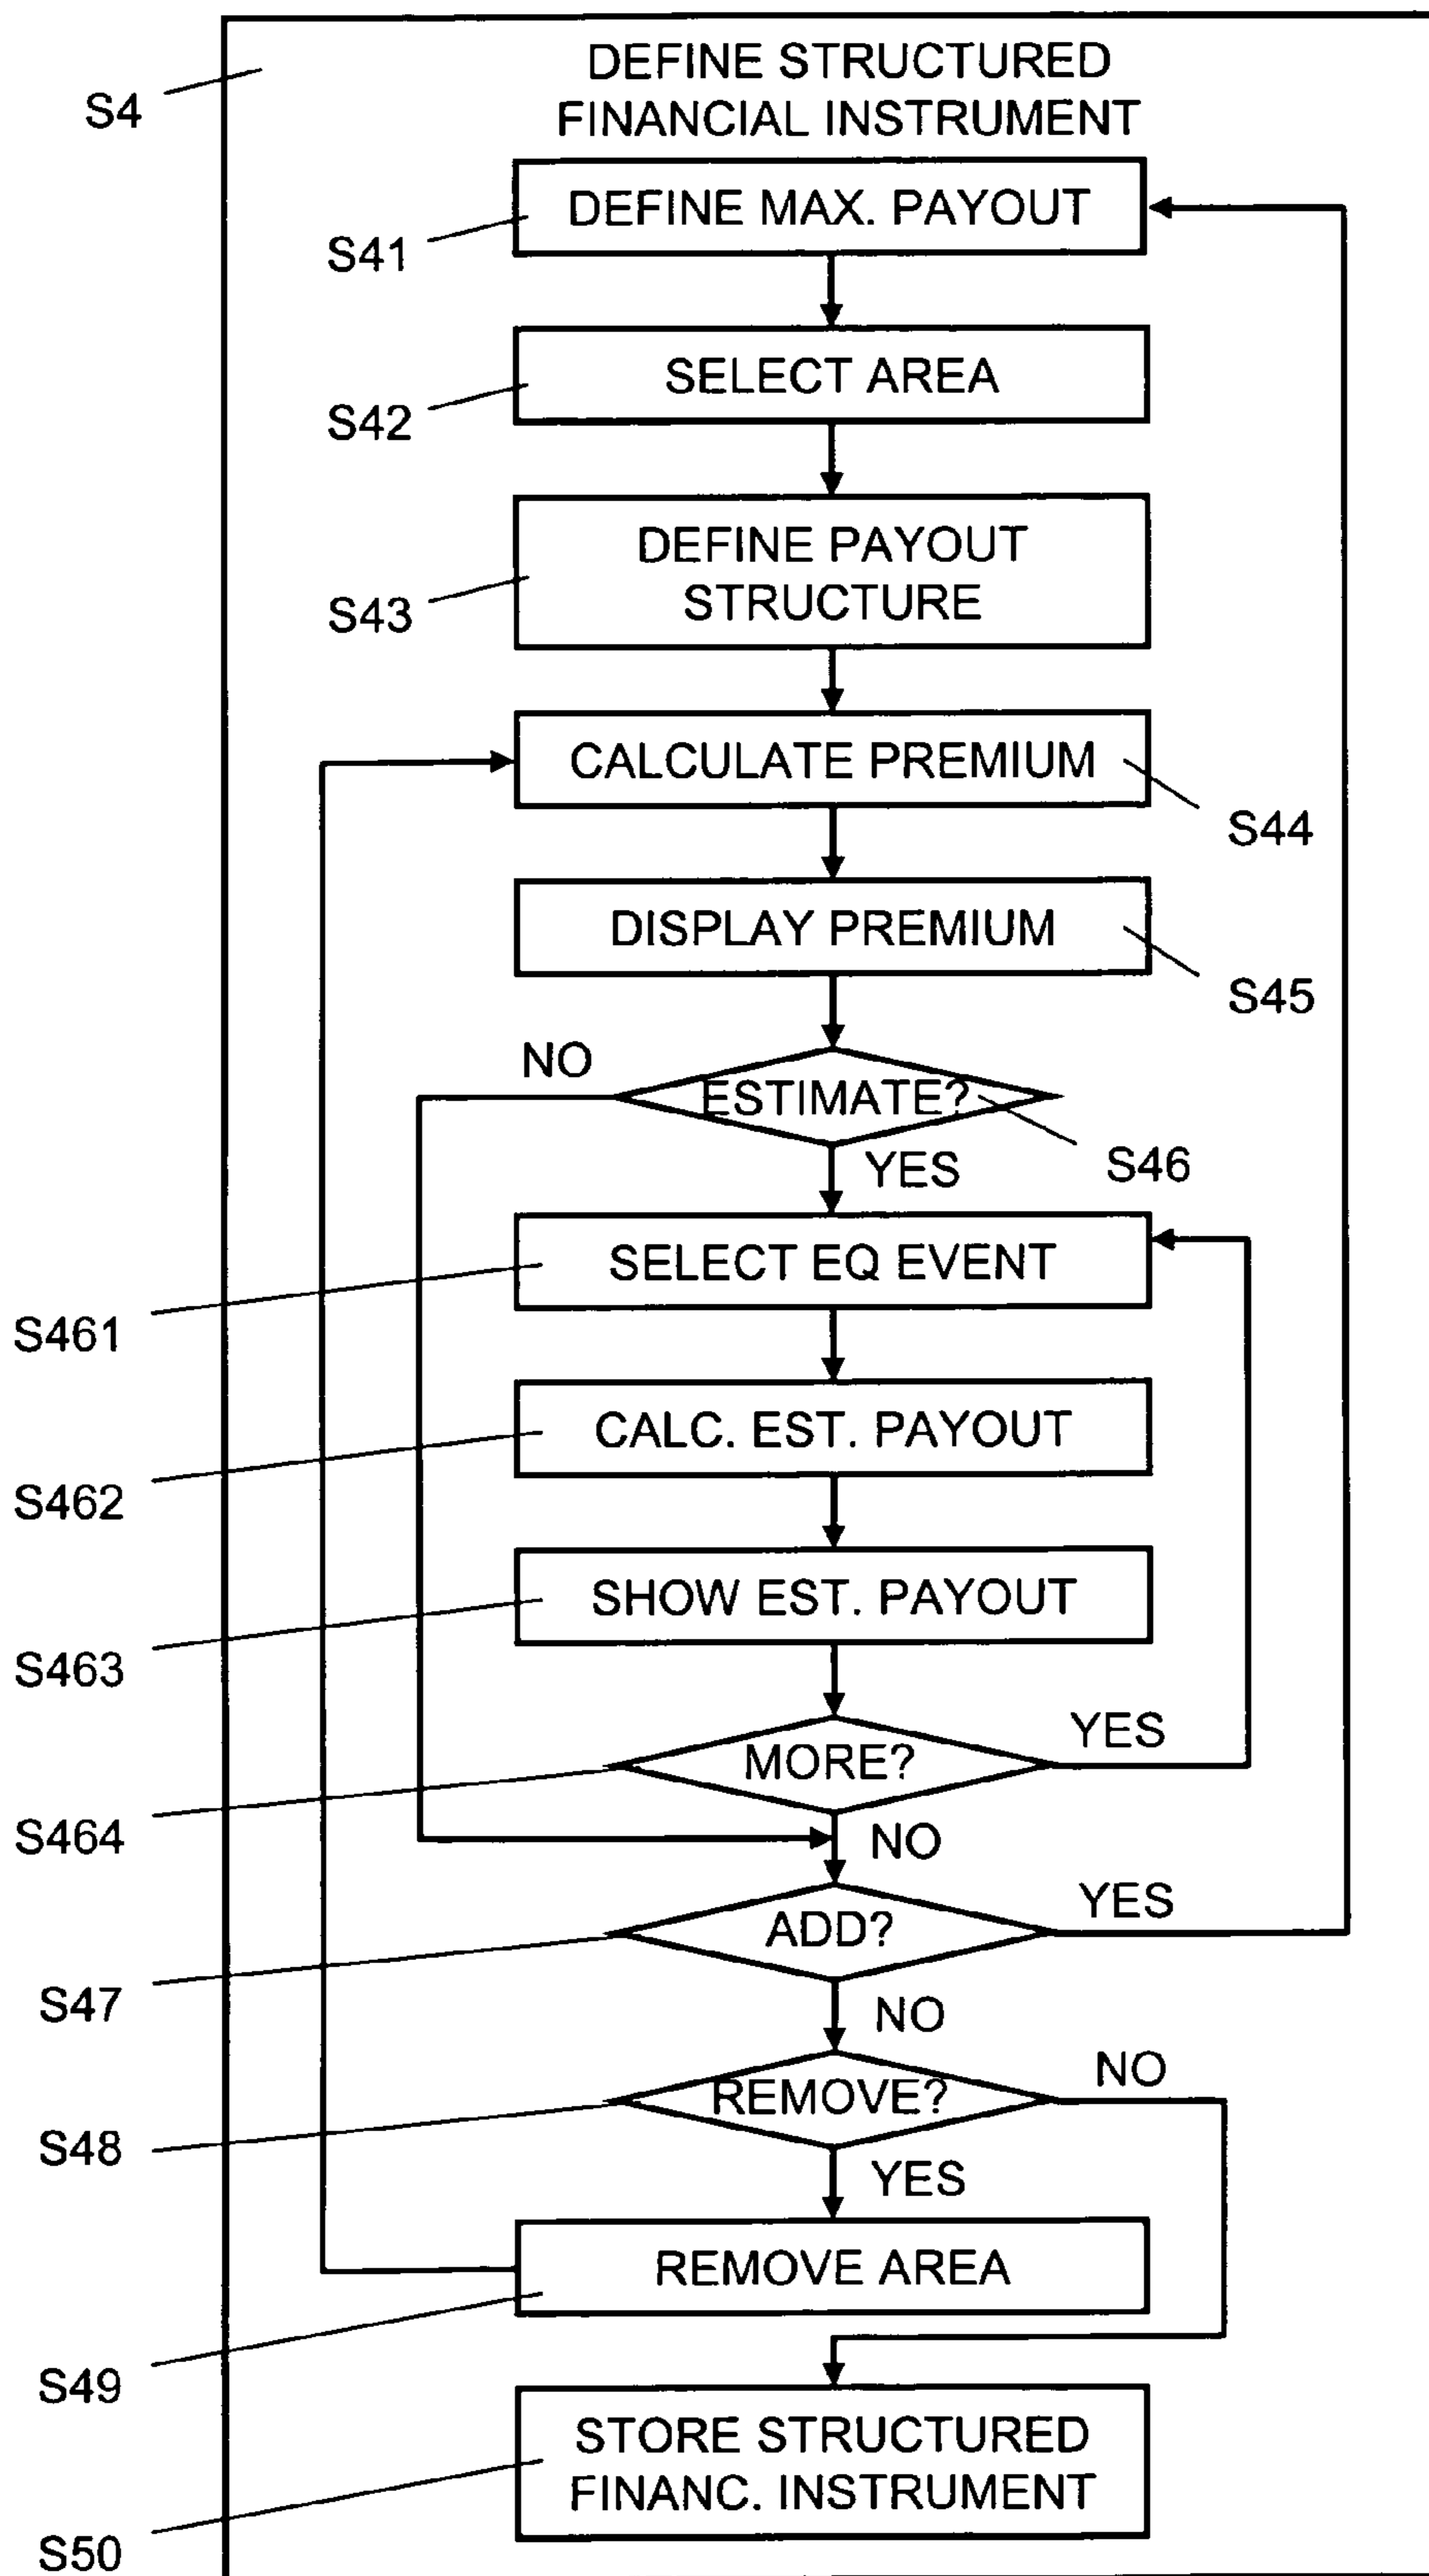 DEFINE STRUCTURED
FINANCIAL INSTRUMENT
S4
DEFINE MAX. PAYOUT
S41
SELECT AREA
S42
DEFINE PAYOUT
STRUCTURE
S43
CALCULATE PREMIUM
S44
DISPLAY PREMIUM
S45
NO
ESTIMATE?
S46
YES
SELECT EQ EVENT
S461
CALC. EST. PAYOUT
S462
SHOW EST. PAYOUT
S463
YES
MORE?
S464
NO
YES
ADD?
S47
NO
NO
REMOVE?
S48
YES
REMOVE AREA
S49
STORE STRUCTURED
FINANC. INSTRUMENT
S50